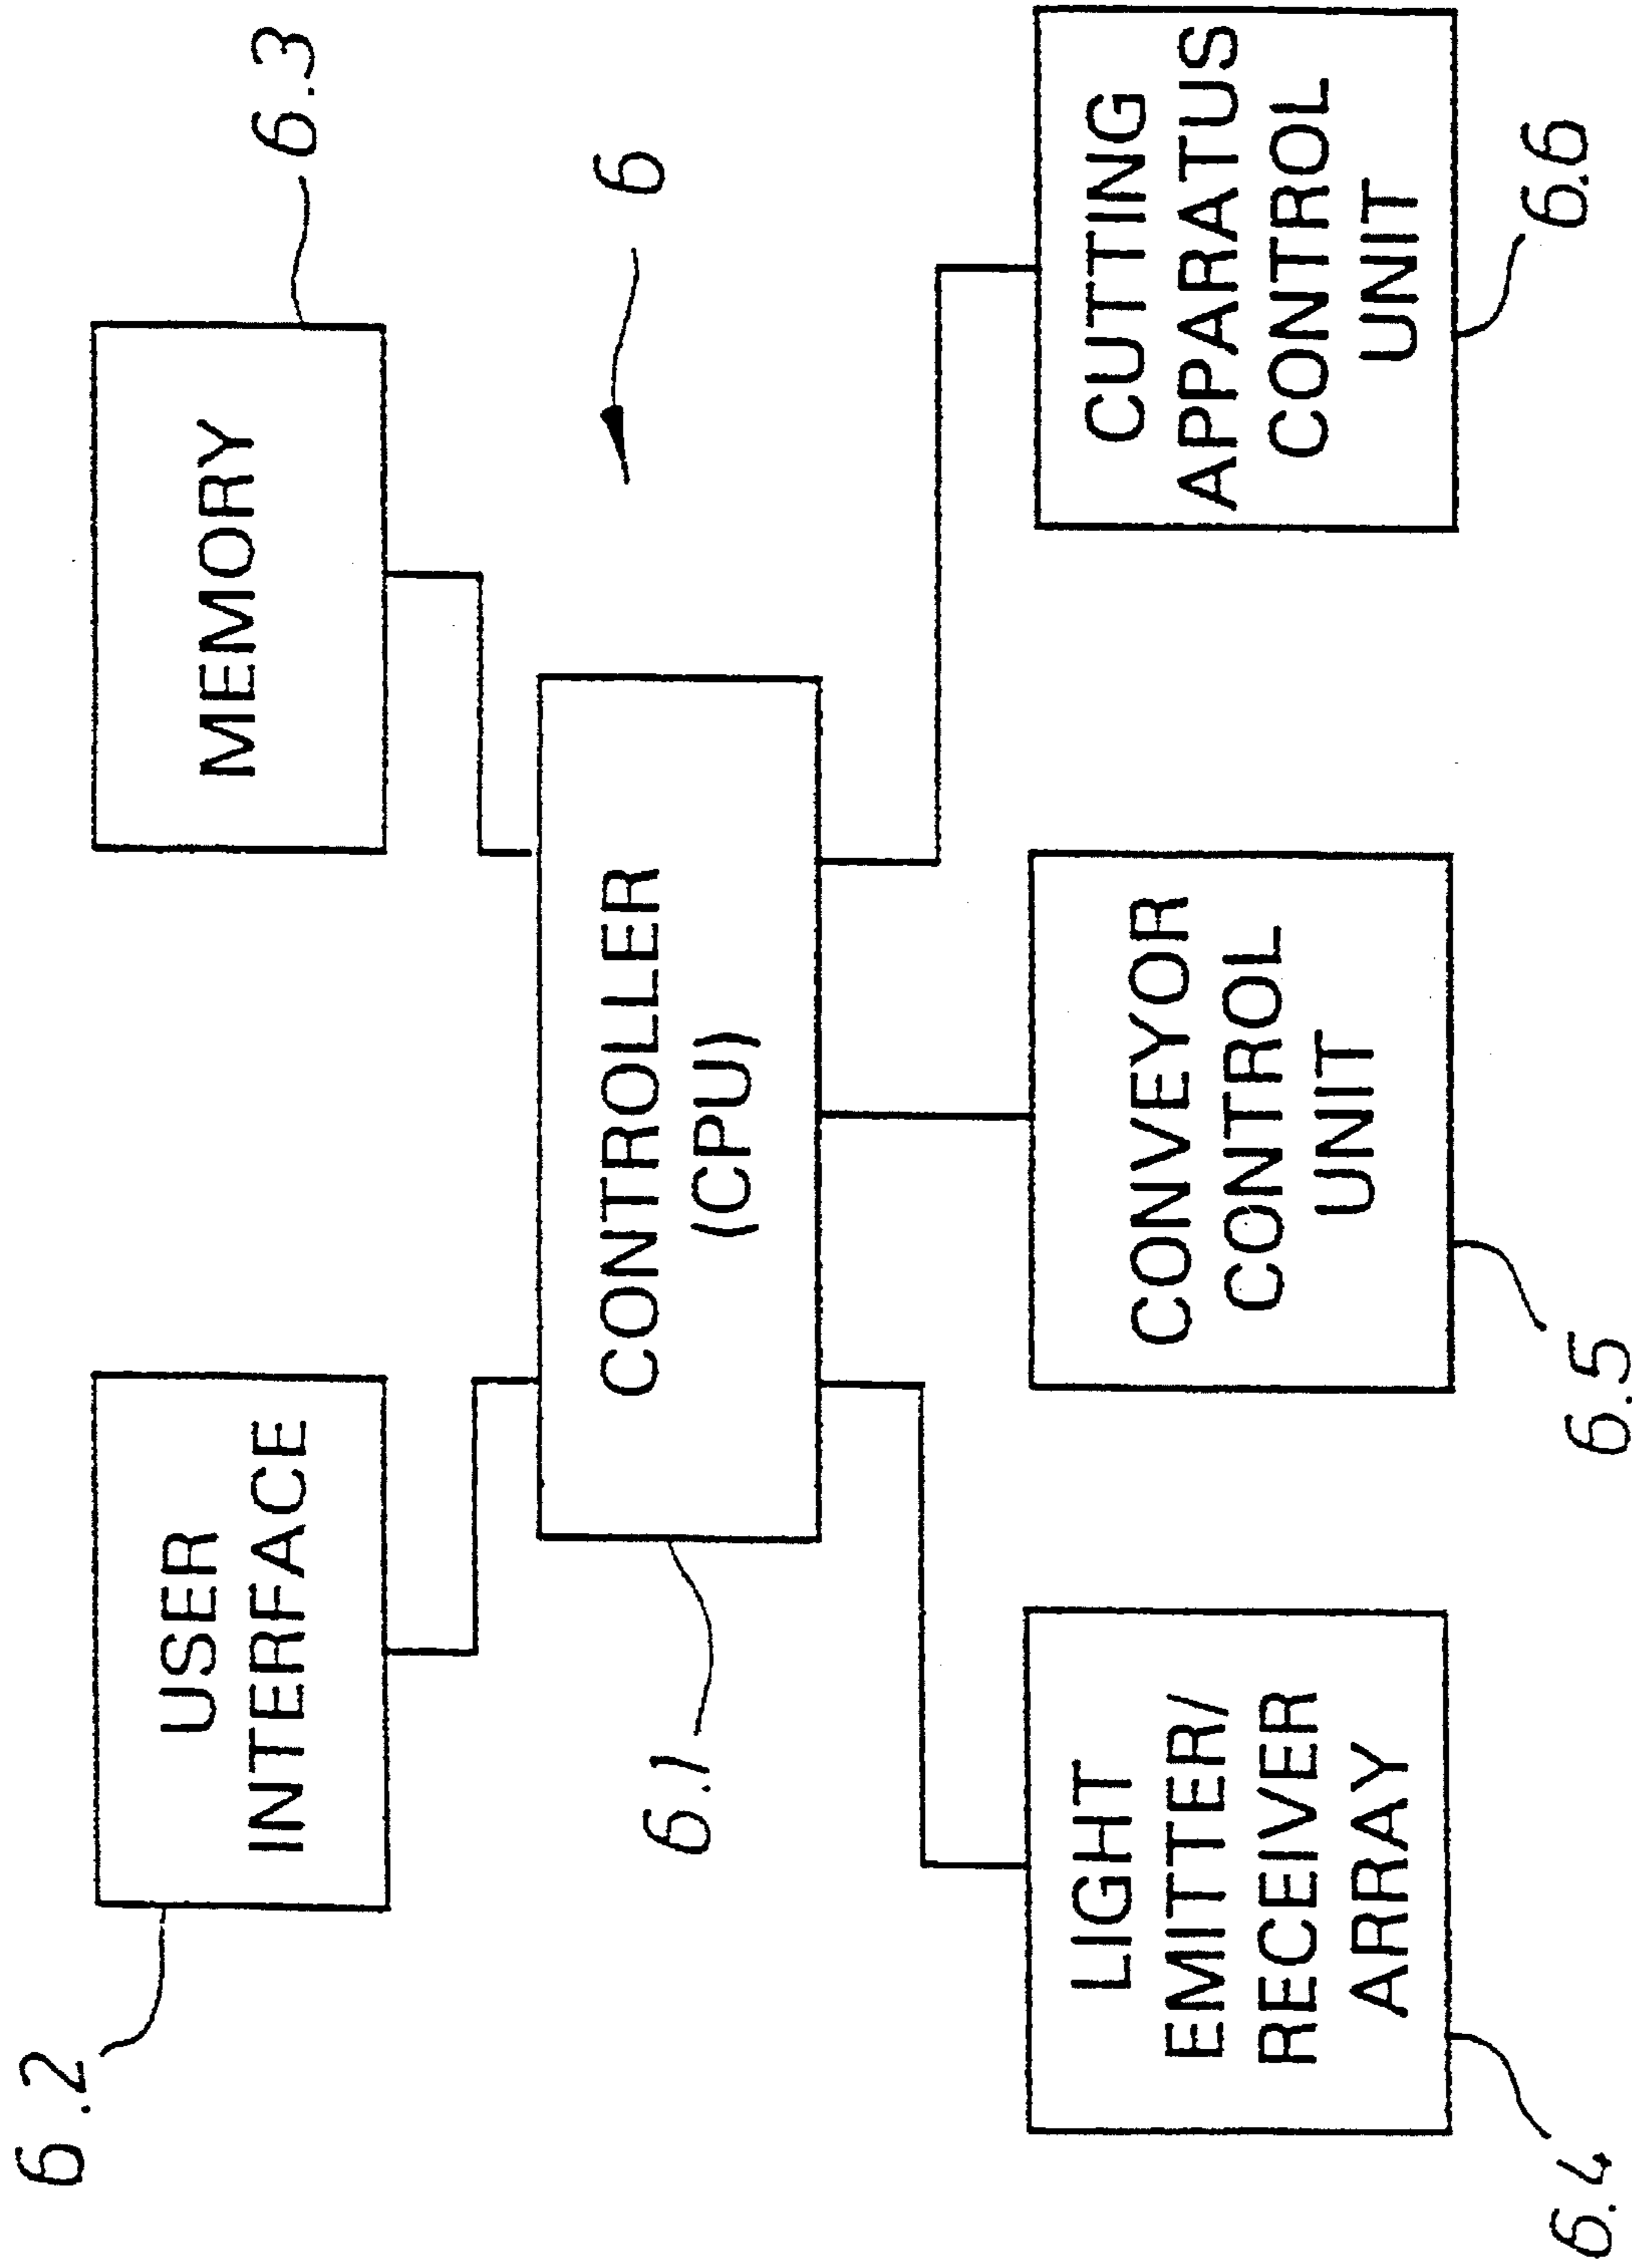 6.2
USER
INTERFACE
MEMORY
6.3
6
CONTROLLER
(CPU)
6.1
LIGHT
EMITTER/
RECEIVER
ARRAY
6.4
CONVEYOR
CONTROL
UNIT
6.5
CUTTING
APPARATUS
CONTROL
UNIT
6.6